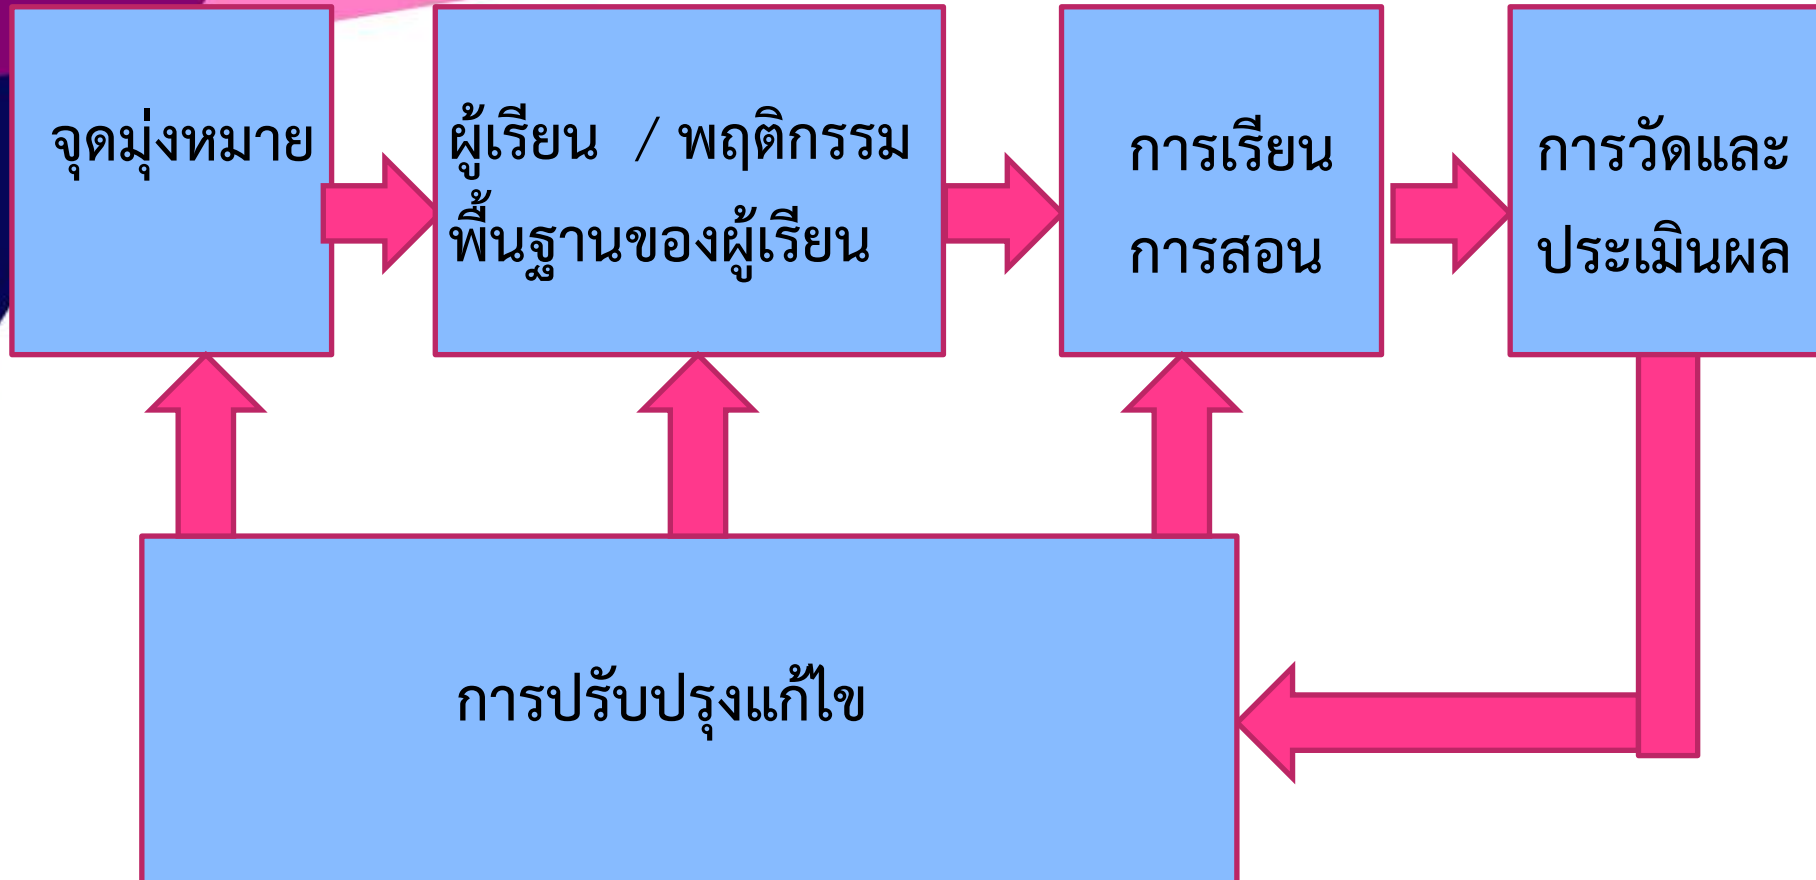 จุดมุ่งหมาย
ผู้เรียน / พฤติกรรม
พื้นฐานของผู้เรียน
การเรียน
การสอน
การวัดและ
ประเมินผล
การปรับปรุงแก้ไข